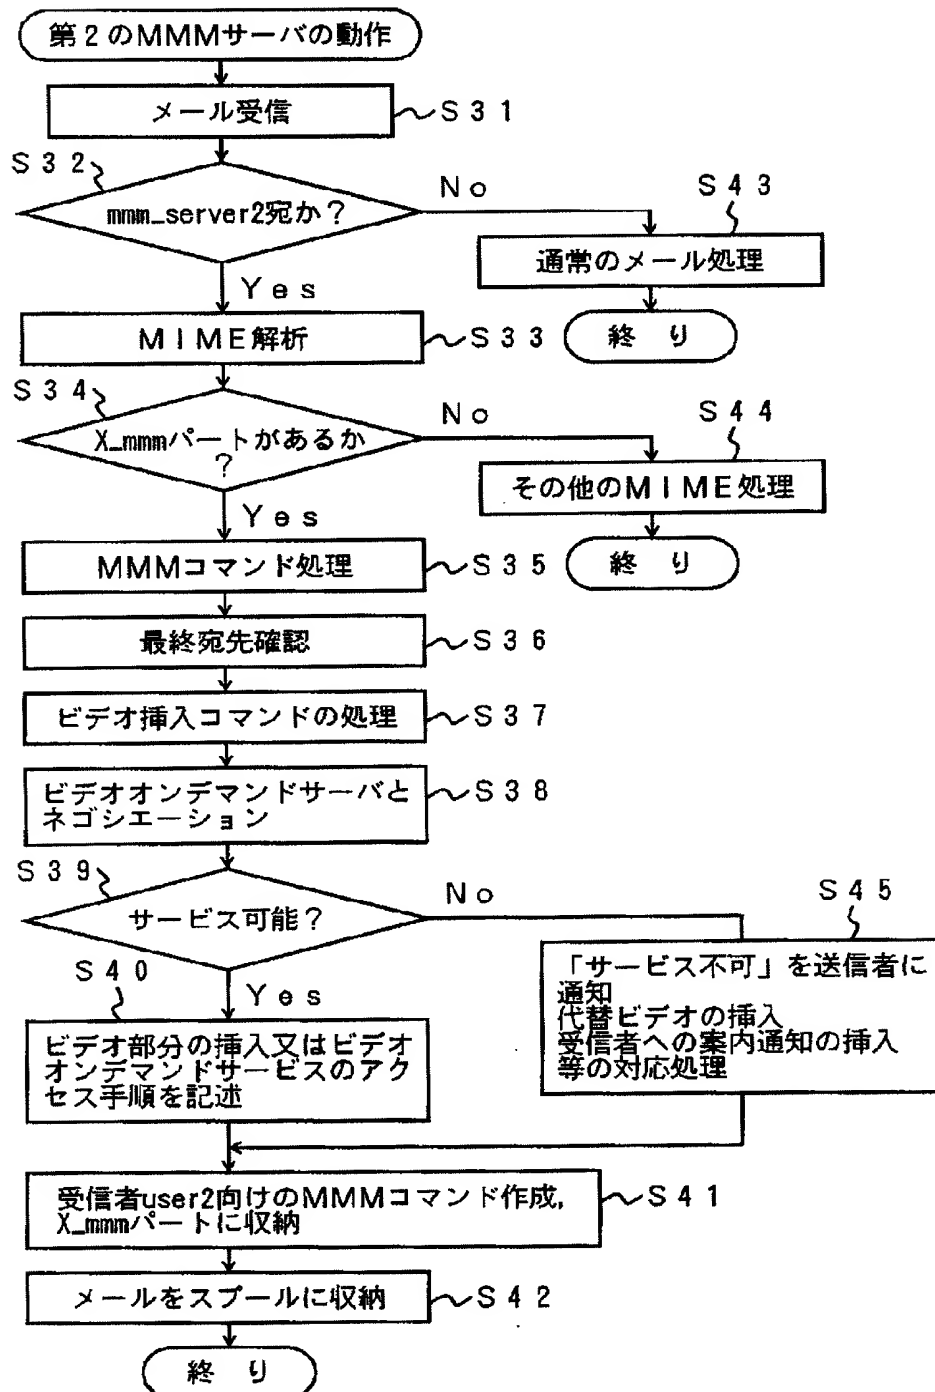 第2のMMMサーバの動作
メール受信
S31
S32
mmm_server2宛か?
No
S43
通常のメール処理
終り
Yes
MIME解析
S33
S34
X_mmmパートがあるか
?
No
S44
その他のMIME処理
終り
Yes
MMMコマンド処理
S35
最終宛先確認
S36
ビデオ挿入コマンドの処理
S37
ビデオオンデマンドサーバと
ネゴシエーション
S38
S39
サービス可能?
No
S45
「サービス不可」を送信者に
通知
代替ビデオの挿入
受信者への案内通知の挿入
等の対応処理
S40
Yes
ビデオ部分の挿入又はビデオ
オンデマンドサービスのアク
セス手順を記述
受信者user2向けのMMMコマンド作成,
X_mmmパートに収納
S41
メールをスプールに収納
S42
終り